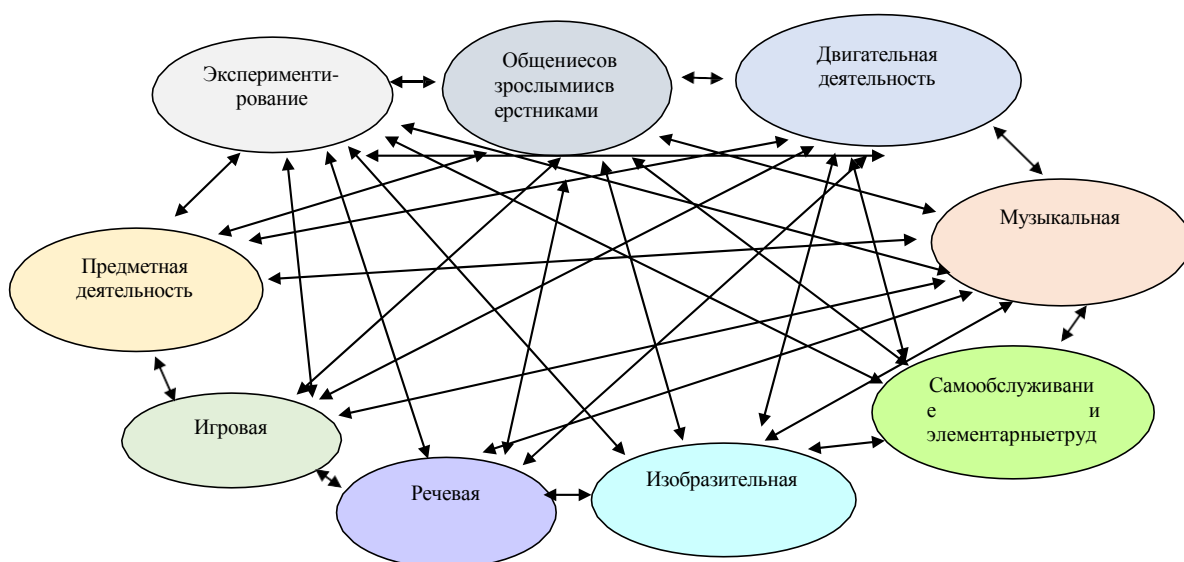 Эксперименти-
рование
Общениесов
зрослымиисв
ерстниками
Двигательная
деятельность
Музыкальная
Предметная
деятельность
Самообслуживани
е и
элементарныетруд
Игровая
Речевая
Изобразительная